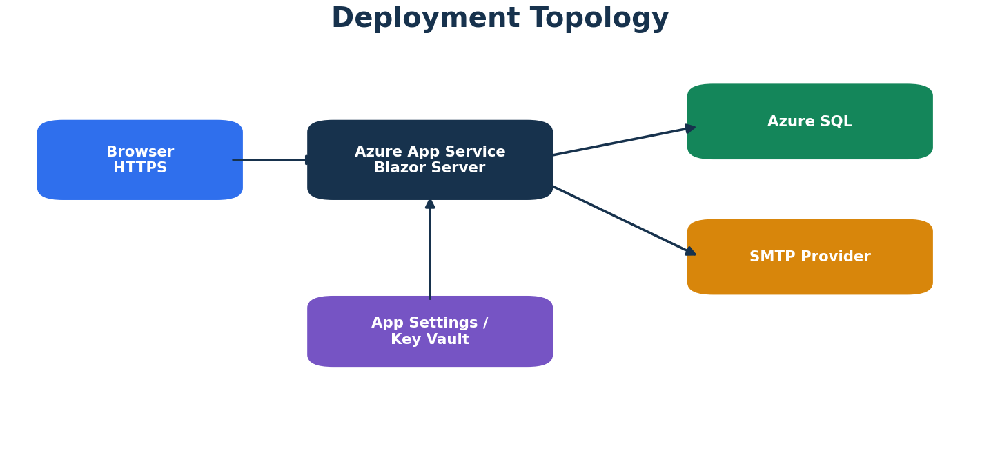 Deployment Topology
Browser
HTTPS
Azure App Service
Blazor Server
Azure SQL
SMTP Provider
App Settings /
Key Vault